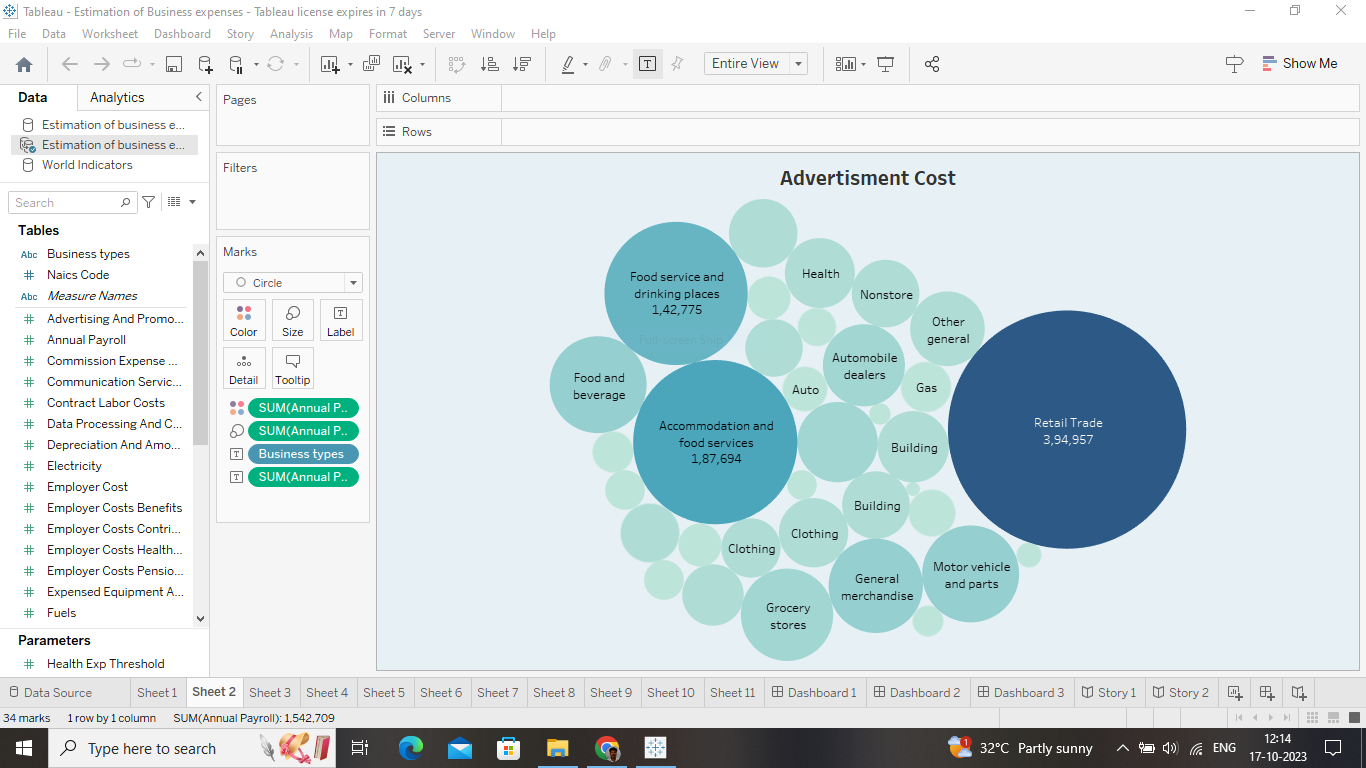 Tableau - Estimation of Business expenses - Tableau license expires in 7 days
File Data Worksheet Dashboard Story Analysis Map Format Server Window Help
Entire View
Show Me
Data Analytics
Estimation of business e...
Estimation of business e...
World Indicators
Search
Tables
Abc Business types
# Naics Code
Abc Measure Names
# Advertising And Promo...
# Annual Payroll
# Commission Expense ...
# Communication Servic...
# Contract Labor Costs
# Data Processing And C...
# Depreciation And Amo...
# Electricity
# Employer Cost
# Employer Costs Benefits
# Employer Costs Contri...
# Employer Costs Health...
# Employer Costs Pensio...
# Expensed Equipment A...
# Fuels
Parameters
# Health Exp Threshold
Pages
Filters
Marks
Circle
Color Size Label
Detail Tooltip
SUM(Annual P..
SUM(Annual P..
Business types
SUM(Annual P..
Columns
Rows
Advertisment Cost
Food service and
drinking places
1,42,775
Health
Nonstore
Other
general
Automobile
dealers
Food and
beverage
Auto
Gas
Accommodation and
food services
1,87,694
Building
Retail Trade
3,94,957
Building
Clothing
Clothing
General
merchandise
Motor vehicle
and parts
Grocery
stores
Data Source Sheet 1 Sheet 2 Sheet 3 Sheet 4 Sheet 5 Sheet 6 Sheet 7 Sheet 8 Sheet 9 Sheet 10 Sheet 11 Dashboard 1 Dashboard 2 Dashboard 3 Story 1 Story 2
34 marks 1 row by 1 column SUM(Annual Payroll): 1,542,709
Type here to search
1
32°C Partly sunny
ENG
12:14
17-10-2023